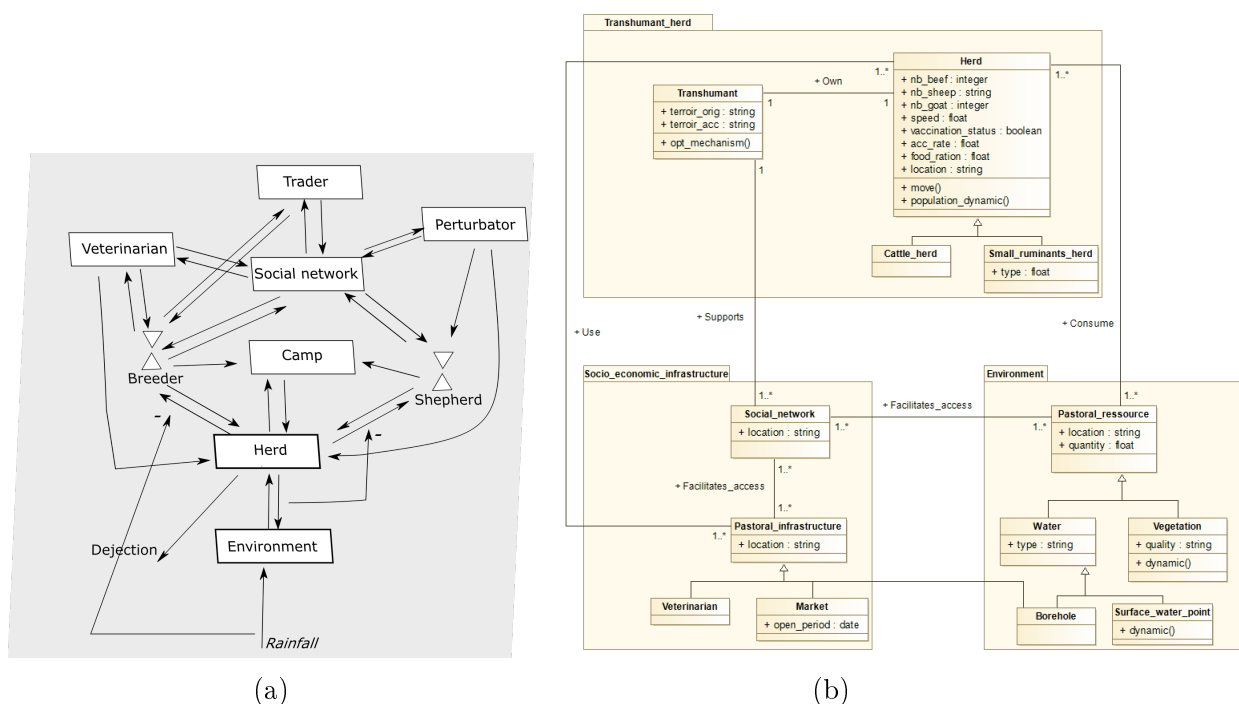 Trader
Perturbator
Veterinarian
Social network
Camp
Breeder
Shepherd
-
-
Herd
Dejection
Environment
Rainfall
(a)
Transhumant_herd
Herd
1..*
1..*
+ nb_beef : integer
+ nb_sheep : string
+ nb_goat : integer
+ speed : float
+ vaccination_status : boolean
+ acc_rate : float
+ food_ration : float
+ location : string
+ move()
+ population_dynamic()
+ Own
1
1
Transhumant
+ terroir_orig : string
+ terroir_acc : string
+ opt_mechanism()
1
Cattle_herd
Small_ruminants_herd
+ type : float
+ Supports
+ Use
+ Consume
Socio_economic_infrastructure
1..*
Social_network
+ location : string
1..*
+ Facilitates_access
1..*
1..*
+ Facilitates_access
1..*
Pastoral_infrastructure
+ location : string
1..*
Veterinarian
Market
+ open_period : date
Environment
1..*
Pastoral_ressource
+ location : string
+ quantity : float
Water
+ type : string
Vegetation
+ quality : string
+ dynamic()
Borehole
Surface_water_point
+ dynamic()
(b)